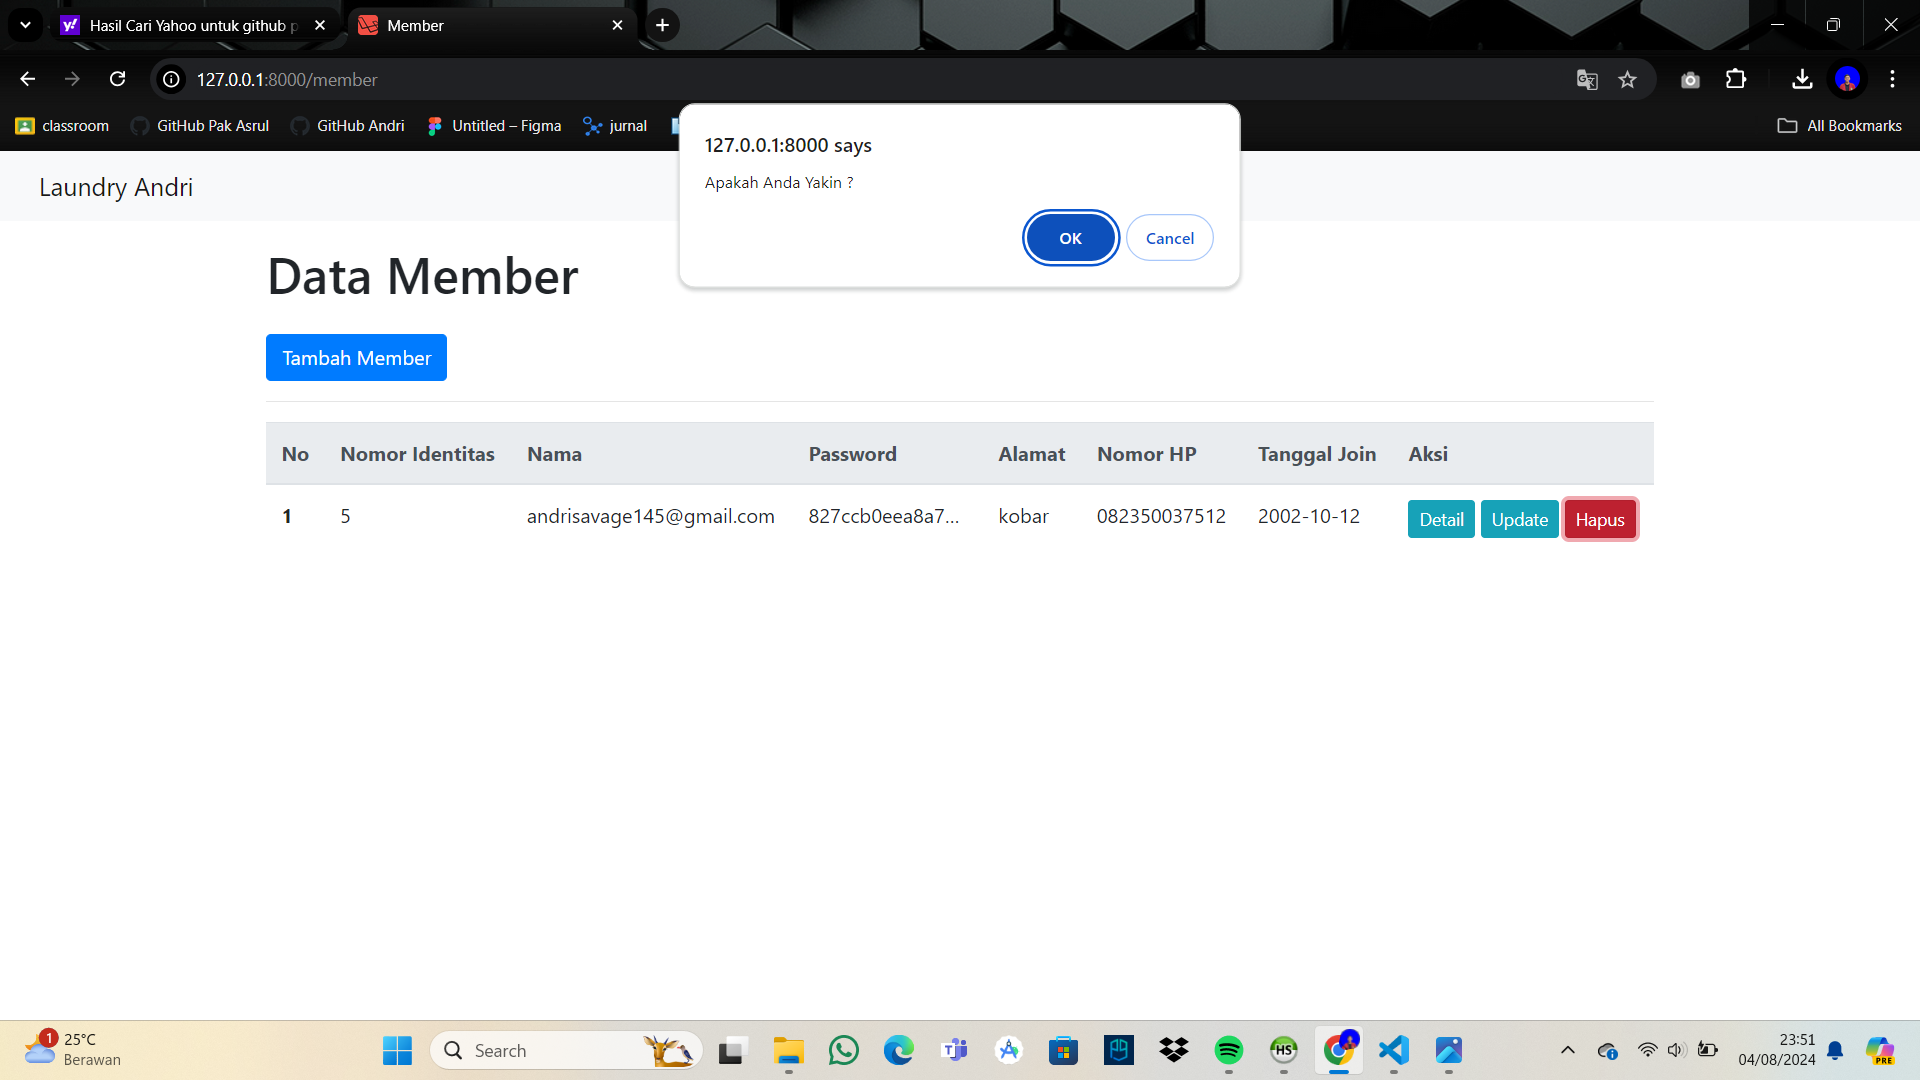 Hasil Cari Yahoo untuk github p
Member
127.0.0.1:8000/member
classroom
GitHub Pak Asrul
GitHub Andri
Untitled – Figma
jurnal
All Bookmarks
127.0.0.1:8000 says
Apakah Anda Yakin ?
OK
Cancel
Laundry Andri
Data Member
Tambah Member
No Nomor Identitas Nama Password Alamat Nomor HP Tanggal Join Aksi
1 5 andrisavage145@gmail.com 827ccb0eea8a7... kobar 082350037512 2002-10-12 Detail Update Hapus
1
25°C
Berawan
Search
HS
23:51
04/08/2024
PRE